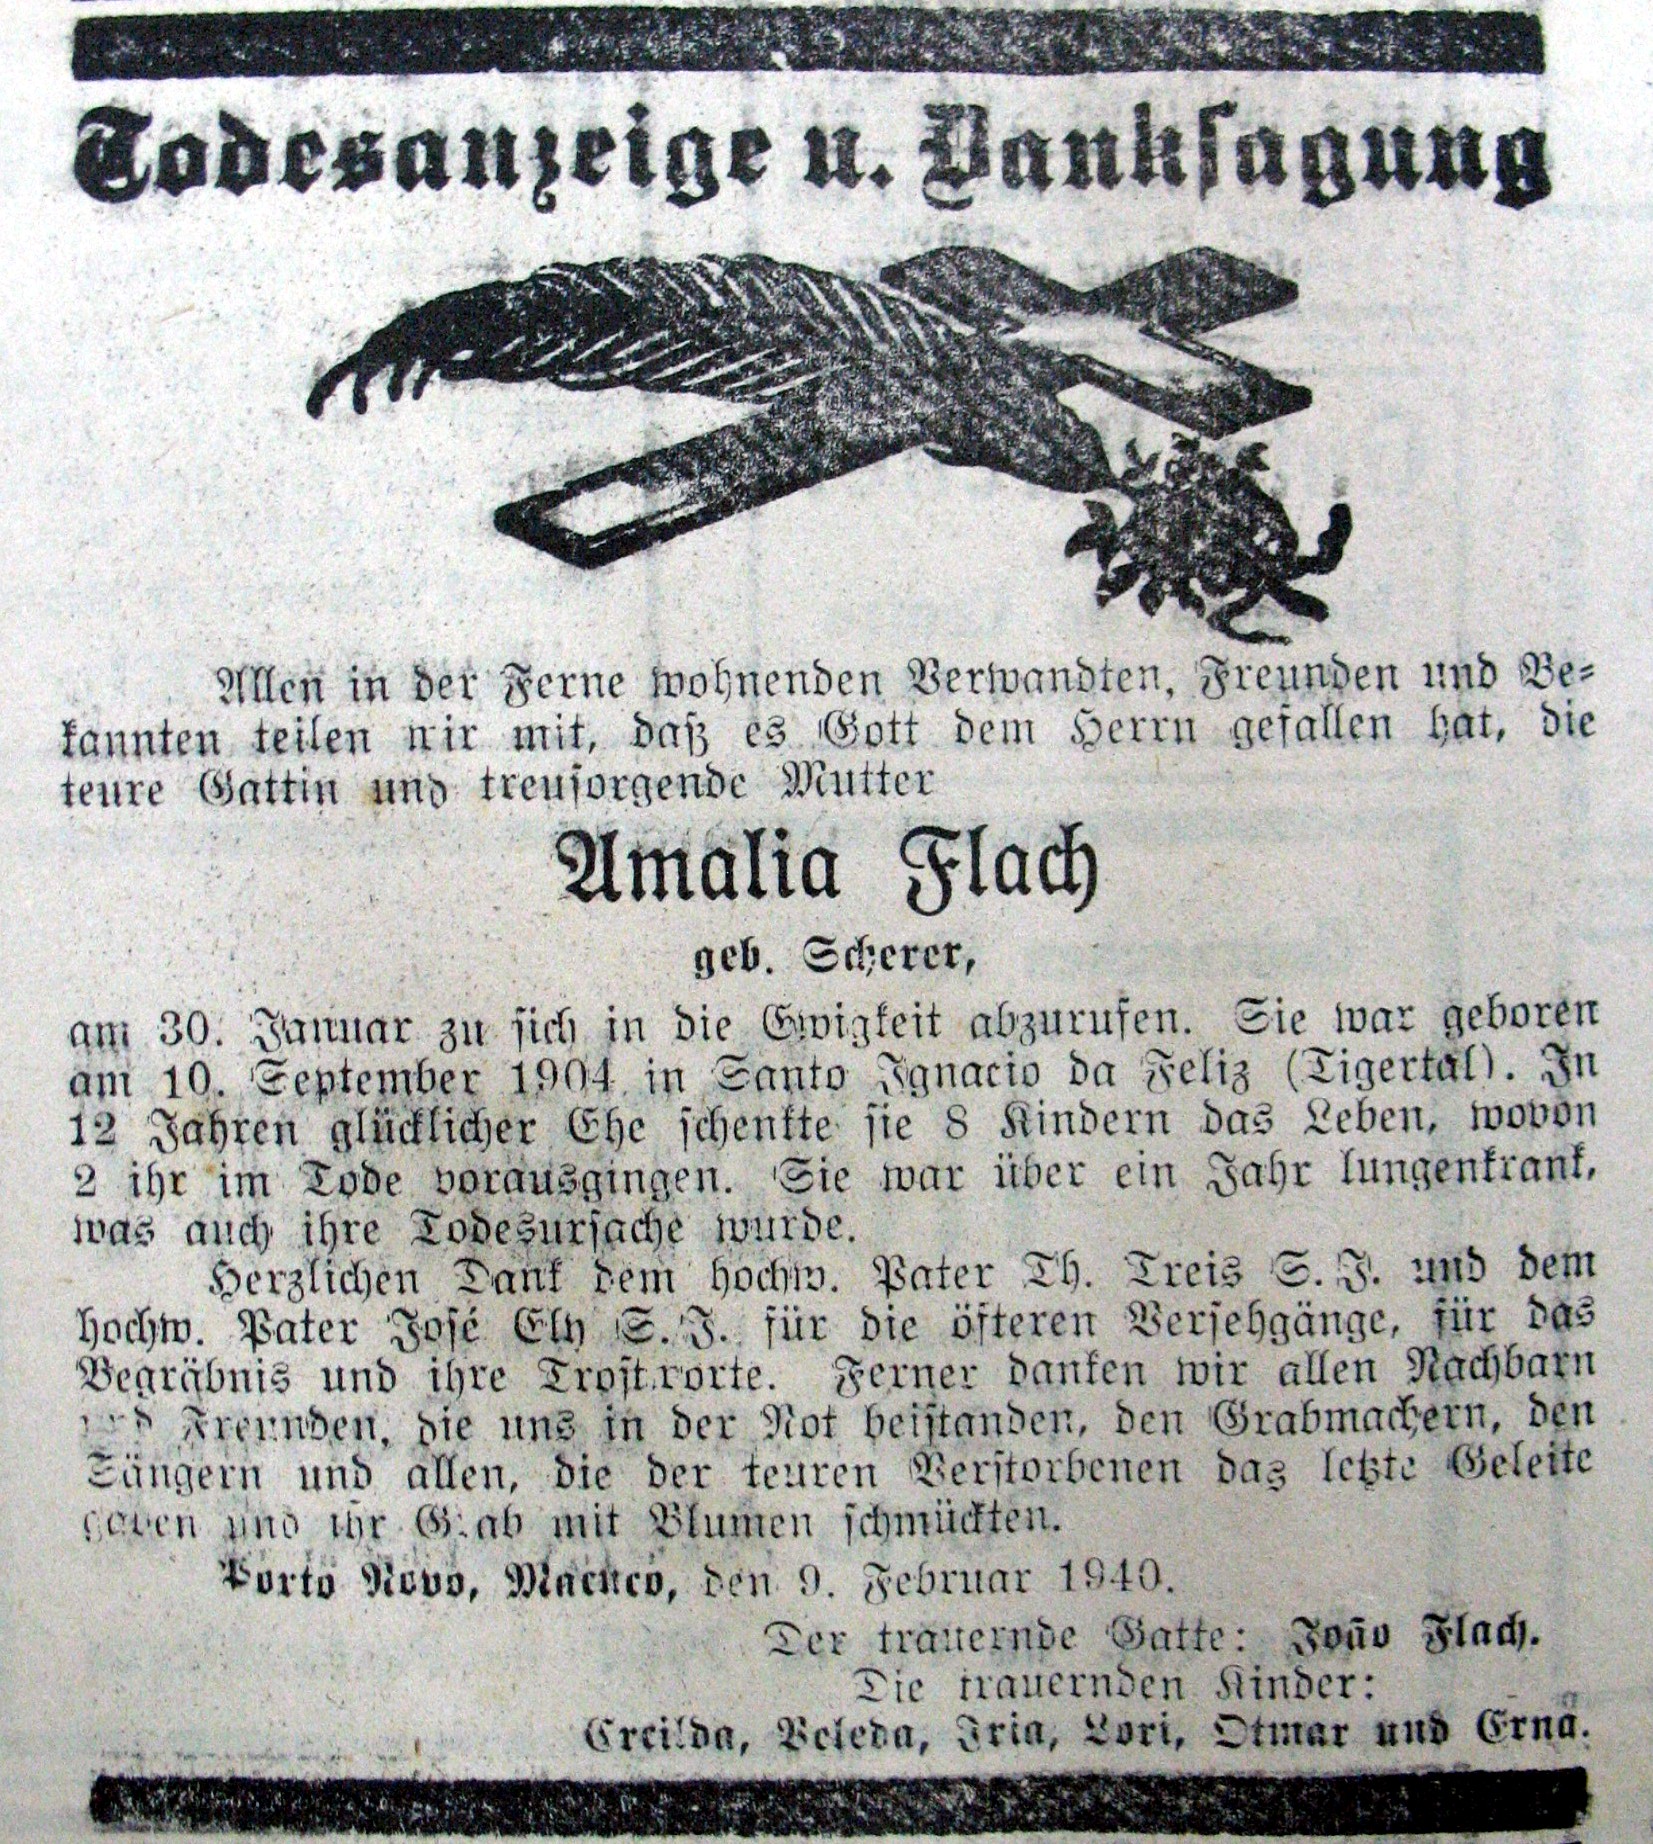 Todesanzeige u. Danksagung
Allen in der Ferne wohnenden Verwandten, Freunden und Be-
kannten teilen wir mit, daß es Gott dem Herrn gefallen hat, die
teure Gattin und treusorgende Mutter
Amalia Flach
geb. Scherer,
am 30. Januar zu sich in die Ewigkeit abzurufen. Sie war geboren
am 10. September 1904 in Santo Ignacio da Feliz (Tigertal). In
12 Jahren glücklicher Ehe schenkte sie 8 Kindern das Leben, wovon
2 ihr im Tode vorausgingen. Sie war über ein Jahr lungenkrank,
was auch ihre Todesursache wurde.
Herzlichen Dank dem hochw. Pater Th. Treis S. J. und dem
hochw. Pater José Ely S. J. für die öfteren Versehgänge, für das
Begräbnis und ihre Trostworte. Ferner danken wir allen Nachbarn
und Freunden, die uns in der Not beistanden, den Grabmachern, den
Sängern und allen, die der teuren Verstorbenen das letzte Geleite
gaben und ihr Grab mit Blumen schmückten.
Porto Novo, Macuco, den 9. Februar 1940.
Der trauernde Gatte: João Flach.
Die trauernden Kinder:
Veleda, Iria, Lori, Otmar und Erna.